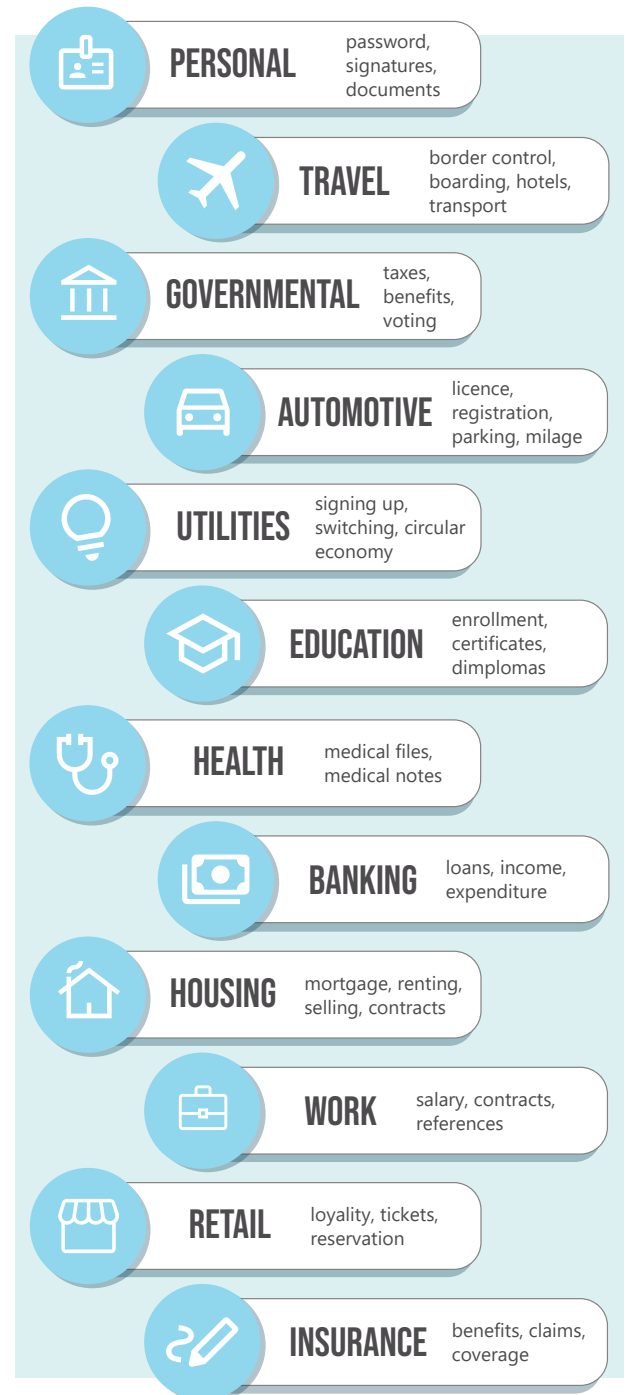 PERSONAL
password,
signatures,
documents
TRAVEL
border control,
boarding, hotels,
transport
GOVERNMENTAL
taxes,
benefits,
voting
AUTOMOTIVE
licence,
registration,
parking, milage
UTILITIES
signing up,
switching, circular
economy
EDUCATION
enrollment,
certificates,
dimplomas
HEALTH
medical files,
medical notes
BANKING
loans, income,
expenditure
HOUSING
mortgage, renting,
selling, contracts
WORK
salary, contracts,
references
RETAIL
loyality, tickets,
reservation
INSURANCE
benefits, claims,
coverage